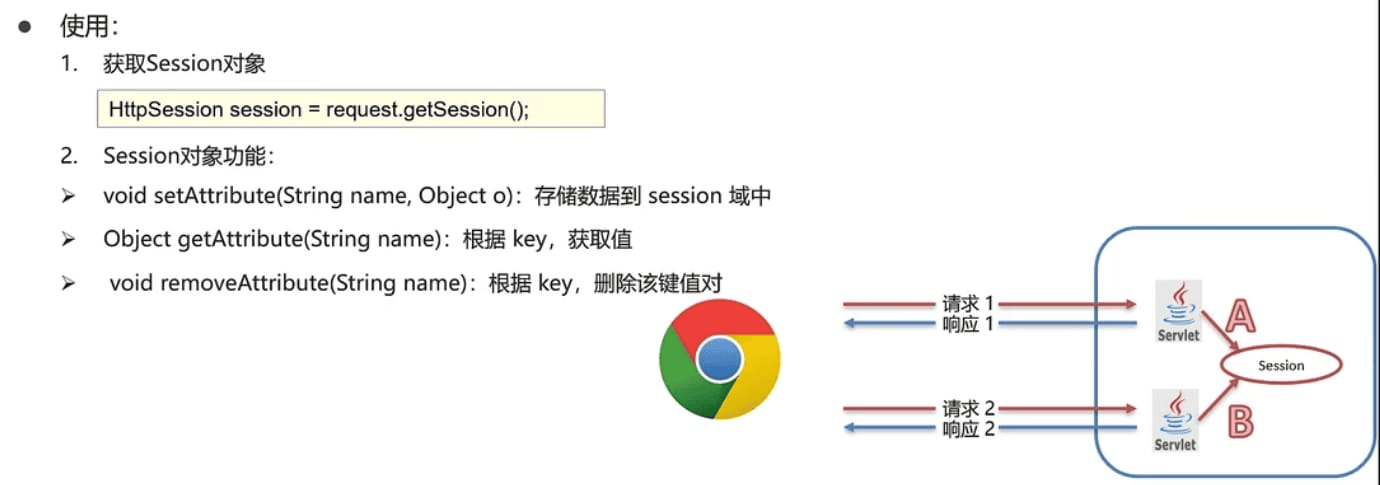 ● 使用：
1. 获取Session对象
HttpSession session = request.getSession();
2. Session对象功能：
➢ void setAttribute(String name, Object o)：存储数据到 session 域中
➢ Object getAttribute(String name)：根据 key，获取值
➢ void removeAttribute(String name)：根据 key，删除该键值对
请求 1
响应 1
Servlet
A
Session
请求 2
响应 2
Servlet
B